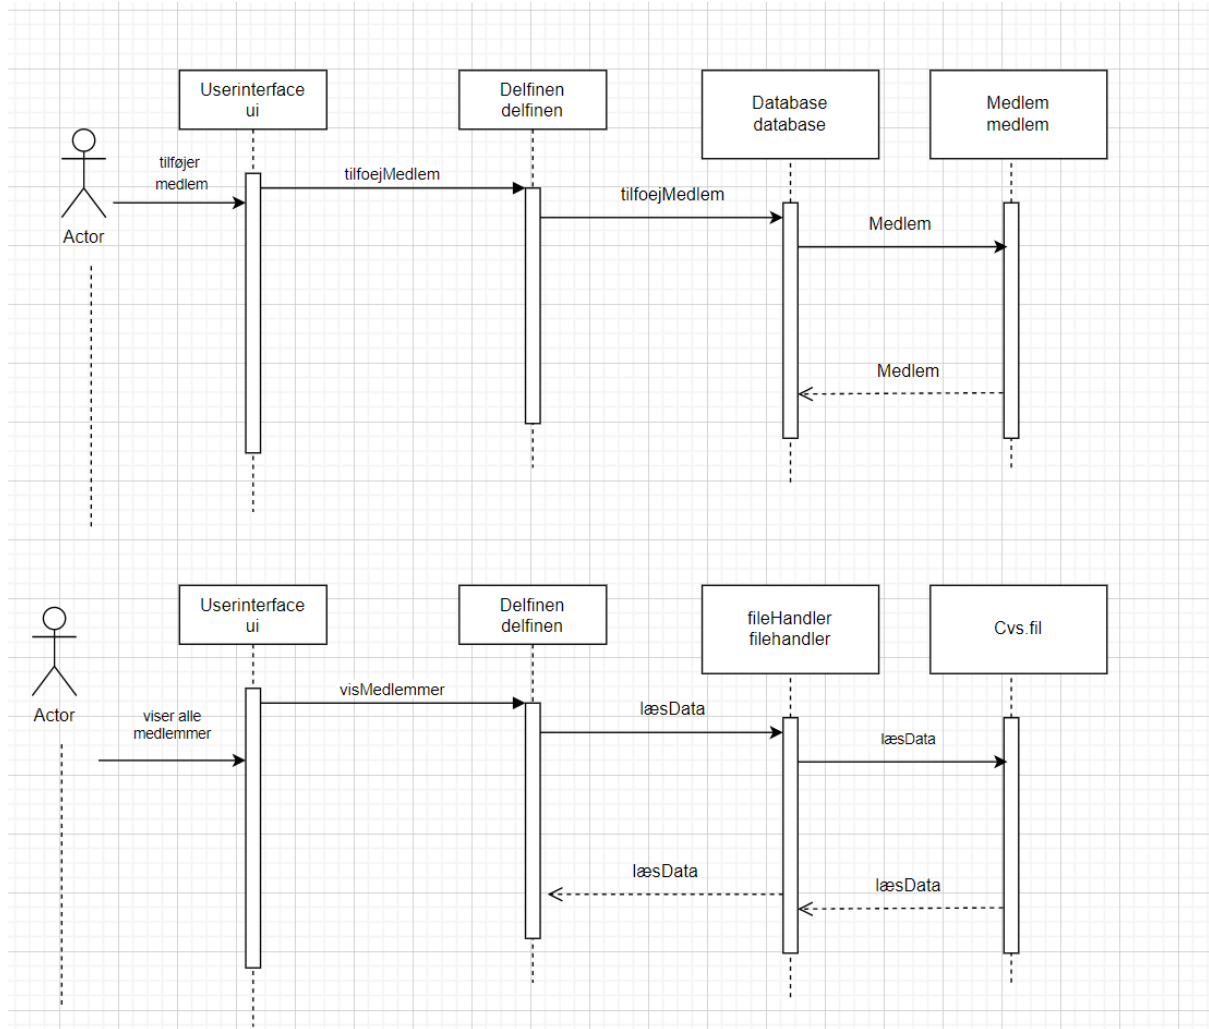 Userinterface
ui
Delfinen
delfinen
Database
database
Medlem
medlem
tilføjer
medlem
tilfoejMedlem
tilfoejMedlem
Medlem
Actor
Medlem
Userinterface
ui
Delfinen
delfinen
fileHandler
filehandler
Cvs.fil
visMedlemmer
Actor
viser alle
medlemmer
læsData
læsData
læsData
læsData